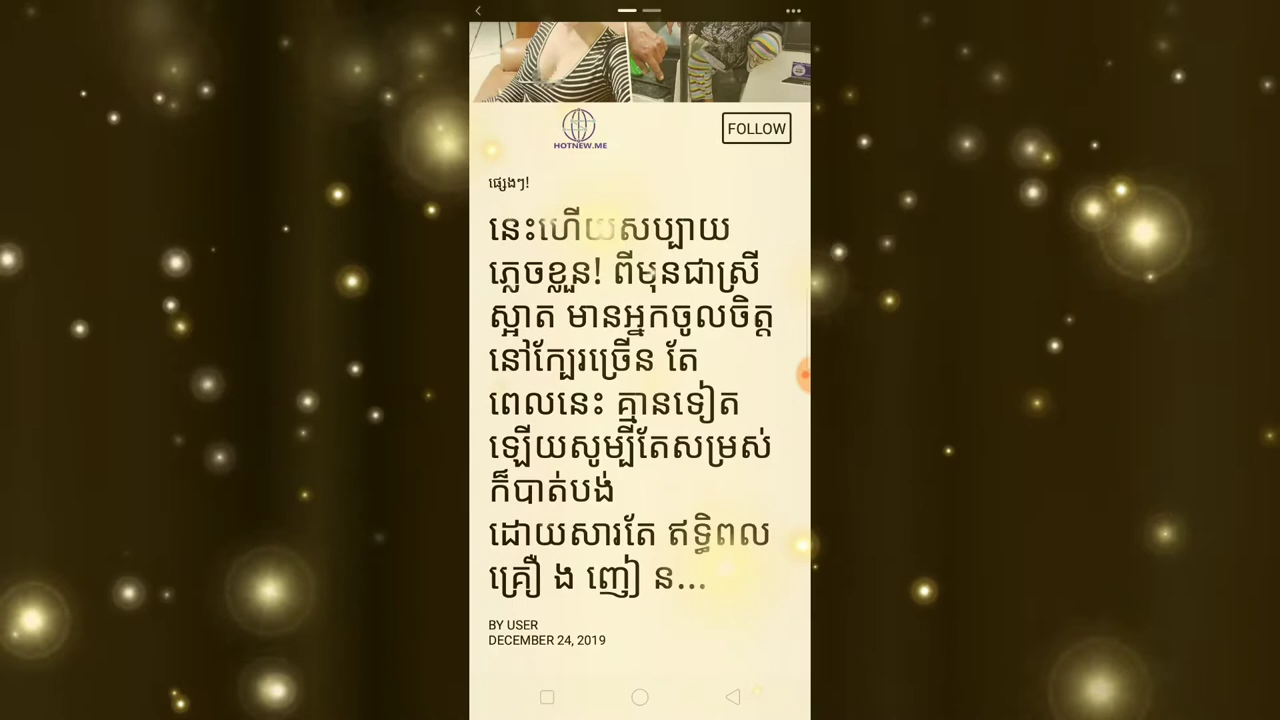 HOTNEW.ME
FOLLOW
ផ្សេងៗ!
នេះហើយសប្បាយ
ភ្លេចខ្លួន! ពីមុនជាស្រី
ស្អាត មានអ្នកចូលចិត្ត
នៅក្បែរច្រើន តែ
ពេលនេះ គ្មានទៀត
ឡើយសូម្បីតែសម្រស់
ក៏បាត់បង់
ដោយសារតែ ឥទ្ធិពល
គ្រឿ ង ញៀ ន...
BY USER
DECEMBER 24, 2019